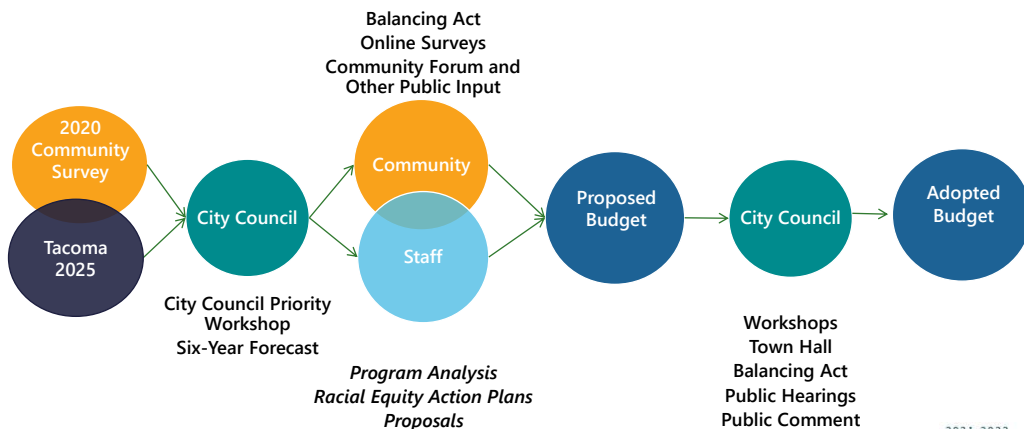 Balancing Act
Online Surveys
Community Forum and
Other Public Input
2020
Community
Survey
Tacoma
2025
City Council
City Council Priority
Workshop
Six-Year Forecast
Community
Staff
Program Analysis
Racial Equity Action Plans
Proposals
Proposed
Budget
City Council
Workshops
Town Hall
Balancing Act
Public Hearings
Public Comment
Adopted
Budget